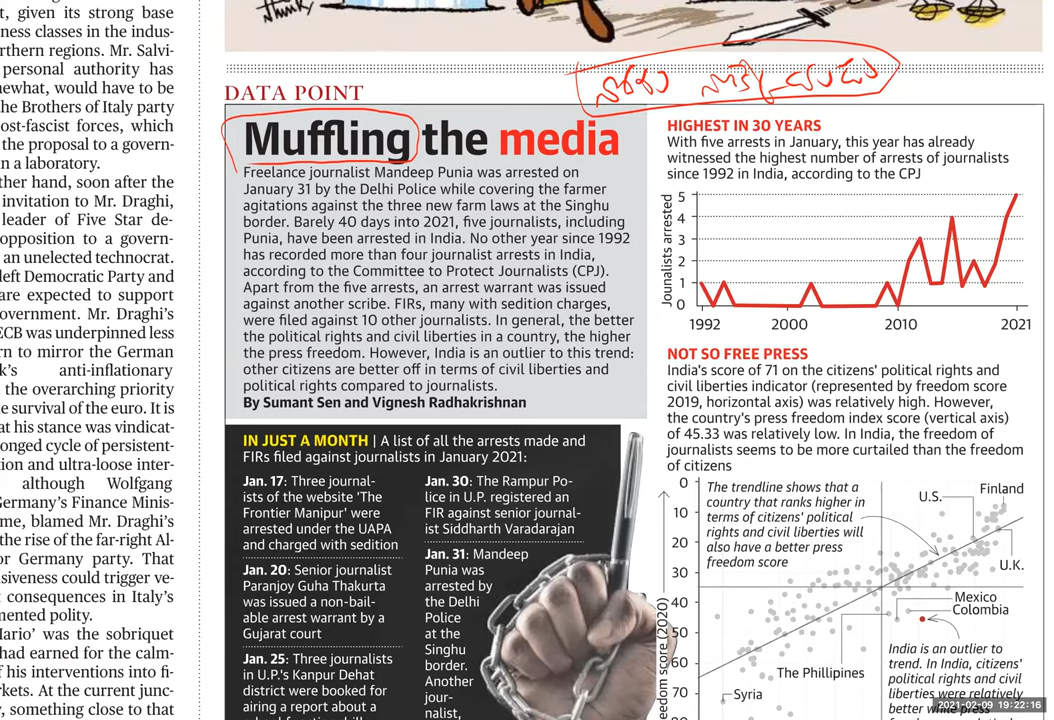 t, given its strong base
ness classes in the indus-
rthern regions. Mr. Salvi-
personal authority has
newhat, would have to be
he Brothers of Italy party
ost-fascist forces, which
the proposal to a govern-
n a laboratory.
ther hand, soon after the
invitation to Mr. Draghi,
leader of Five Star de-
opposition to a govern-
an unelected technocrat.
left Democratic Party and
are expected to support
overnment. Mr. Draghi's
ECB was underpinned less
rn to mirror the German
k's anti-inflationary
the overarching priority
e survival of the euro. It is
at his stance was vindicat-
onged cycle of persistent-
tion and ultra-loose inter-
although Wolfgang
Germany's Finance Minis-
me, blamed Mr. Draghi's
the rise of the far-right Al-
or Germany party. That
siveness could trigger ve-
t consequences in Italy's
mented polity.
Mario' was the sobriquet
had earned for the calm-
f his interventions into fi-
rkets. At the current junc-
y, something close to that
DATA POINT
Muffling the media
Freelance journalist Mandeep Punia was arrested on
January 31 by the Delhi Police while covering the farmer
agitations against the three new farm laws at the Singhu
border. Barely 40 days into 2021, five journalists, including
Punia, have been arrested in India. No other year since 1992
has recorded more than four journalist arrests in India,
according to the Committee to Protect Journalists (CPJ).
Apart from the five arrests, an arrest warrant was issued
against another scribe. FIRs, many with sedition charges,
were filed against 10 other journalists. In general, the better
the political rights and civil liberties in a country, the higher
the press freedom. However, India is an outlier to this trend:
other citizens are better off in terms of civil liberties and
political rights compared to journalists.
By Sumant Sen and Vignesh Radhakrishnan
IN JUST A MONTH | A list of all the arrests made and
FIRs filed against journalists in January 2021:
Jan. 17: Three journal-
ists of the website 'The
Frontier Manipur' were
arrested under the UAPA
and charged with sedition
Jan. 20: Senior journalist
Paranjoy Guha Thakurta
was issued a non-bail-
able arrest warrant by a
Gujarat court
Jan. 25: Three journalists
in U.P.'s Kanpur Dehat
district were booked for
airing a report about a
Jan. 30: The Rampur Po-
lice in U.P. registered an
FIR against senior journal-
ist Siddharth Varadarajan
Jan. 31: Mandeep
Punia was
arrested by
the Delhi
Police
at the
Singhu
border.
Another
jour-
nalist,
HIGHEST IN 30 YEARS
With five arrests in January, this year has already
witnessed the highest number of arrests of journalists
since 1992 in India, according to the CPJ
Journalists arrested
5
4
3
2
1
0
1992 2000 2010 2021
NOT SO FREE PRESS
India's score of 71 on the citizens' political rights and
civil liberties indicator (represented by freedom score
2019, horizontal axis) was relatively high. However,
the country's press freedom index score (vertical axis)
of 45.33 was relatively low. In India, the freedom of
journalists seems to be more curtailed than the freedom
of citizens
0
10
20
30
40
50
60
70
eedom score (2020)
The trendline shows that a
country that ranks higher in
terms of citizens' political
rights and civil liberties will
also have a better press
freedom score
U.S.
Finland
U.K.
Mexico
Colombia
The Phillipines
Syria
India is an outlier to
trend. In India, citizens'
political rights and civil
liberties were relatively
better while press
2021-02-09 19:22:16